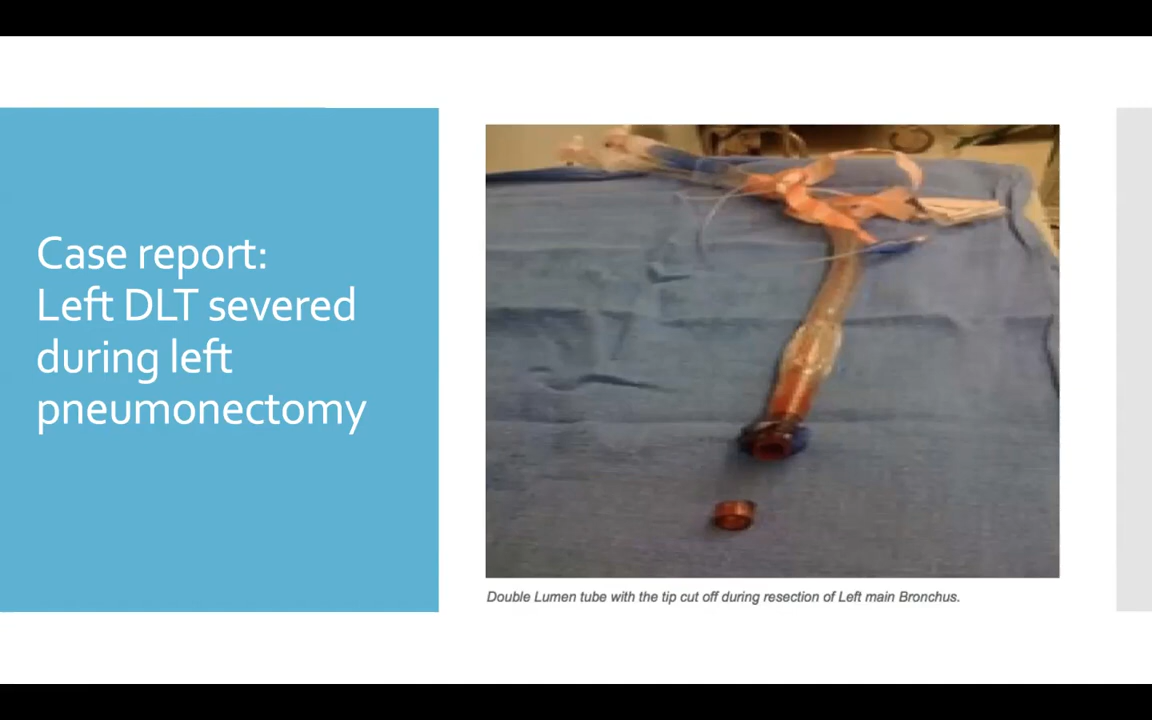 Case report:
Left DLT severed
during left
pneumonectomy
Double Lumen tube with the tip cut off during resection of Left main Bronchus.